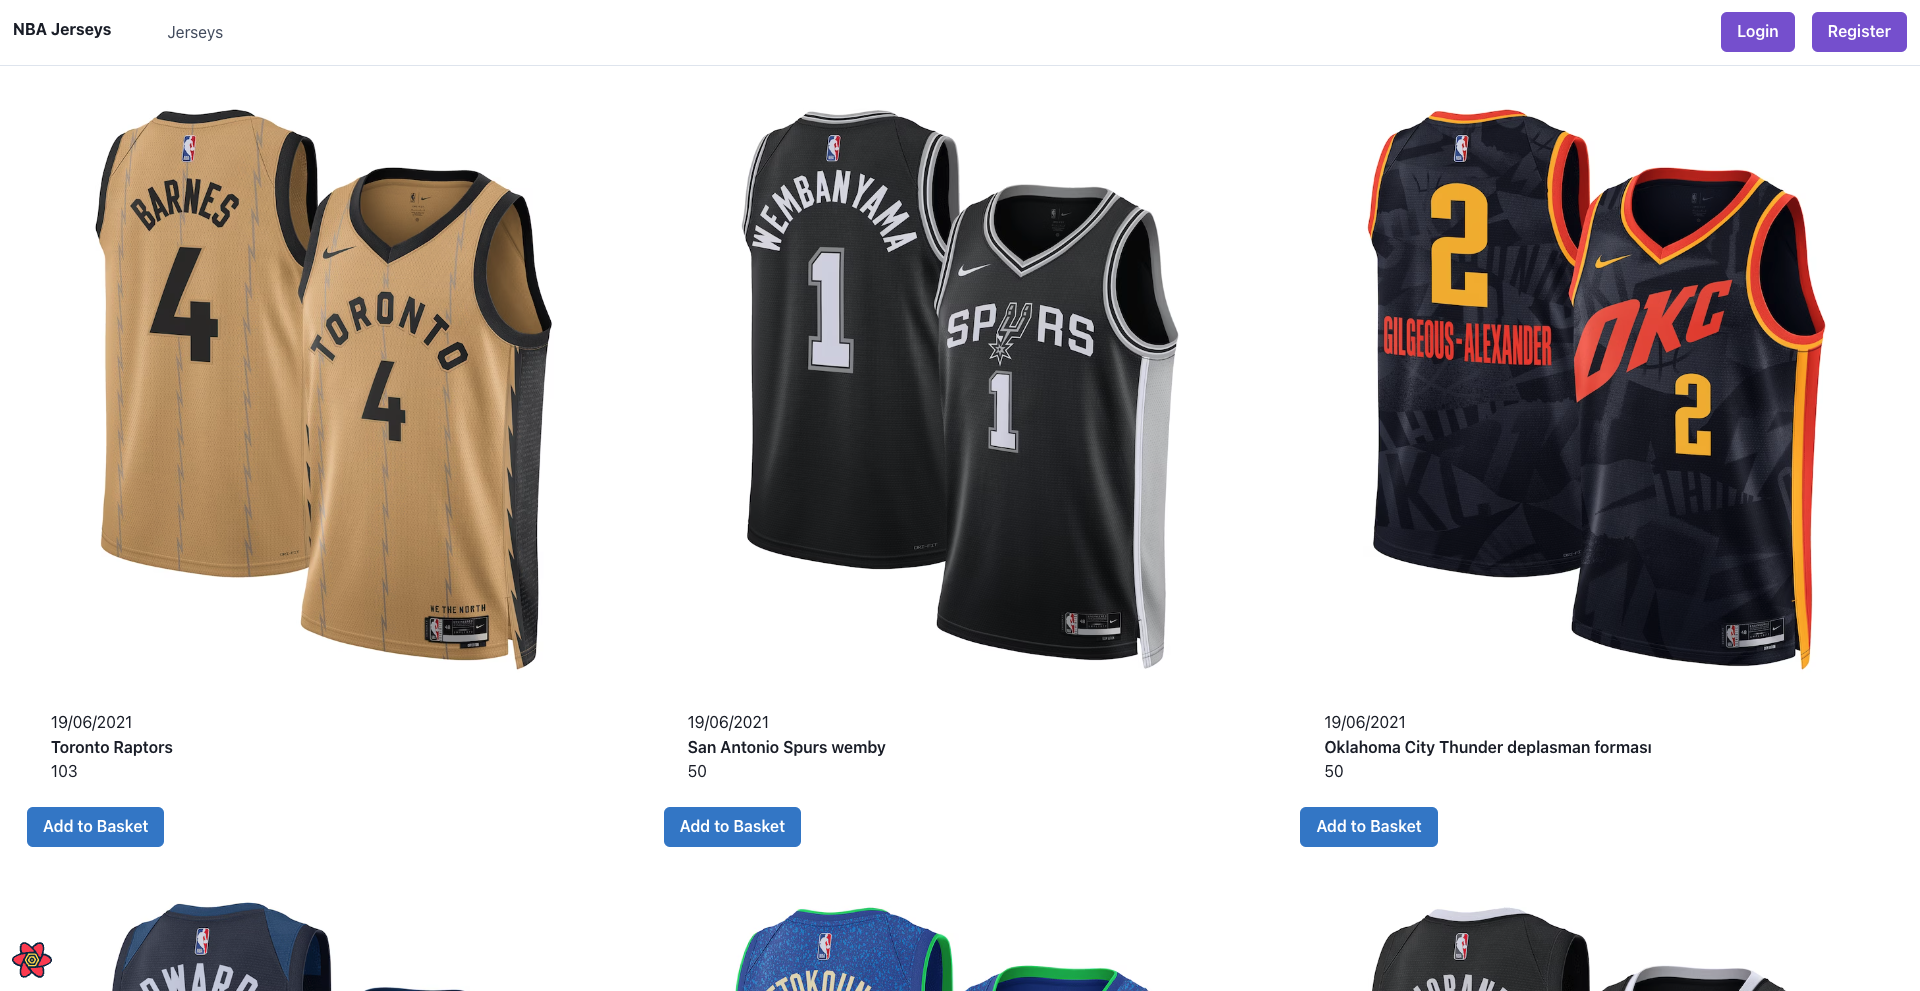 NBA Jerseys
Jerseys
Login
Register
BARNES
4
TORONTO
4
WE THE NORTH
WEMBANYAMA
1
SPURS
1
2
GILGEOUS-ALEXANDER
OKC
2
19/06/2021
Toronto Raptors
103
Add to Basket
19/06/2021
San Antonio Spurs wemby
50
Add to Basket
19/06/2021
Oklahoma City Thunder deplasman forması
50
Add to Basket